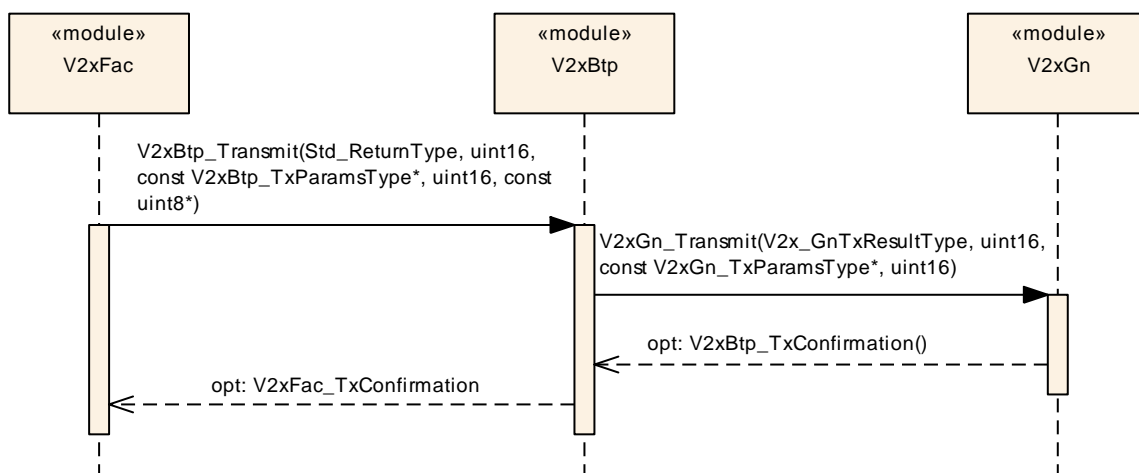 «module»
V2xFac
«module»
V2xBtp
«module»
V2xGn
V2xBtp_Transmit(Std_ReturnType, uint16,
const V2xBtp_TxParamsType*, uint16, const
uint8*)
V2xGn_Transmit(V2x_GnTxResultType, uint16,
const V2xGn_TxParamsType*, uint16)
opt: V2xBtp_TxConfirmation()
opt: V2xFac_TxConfirmation